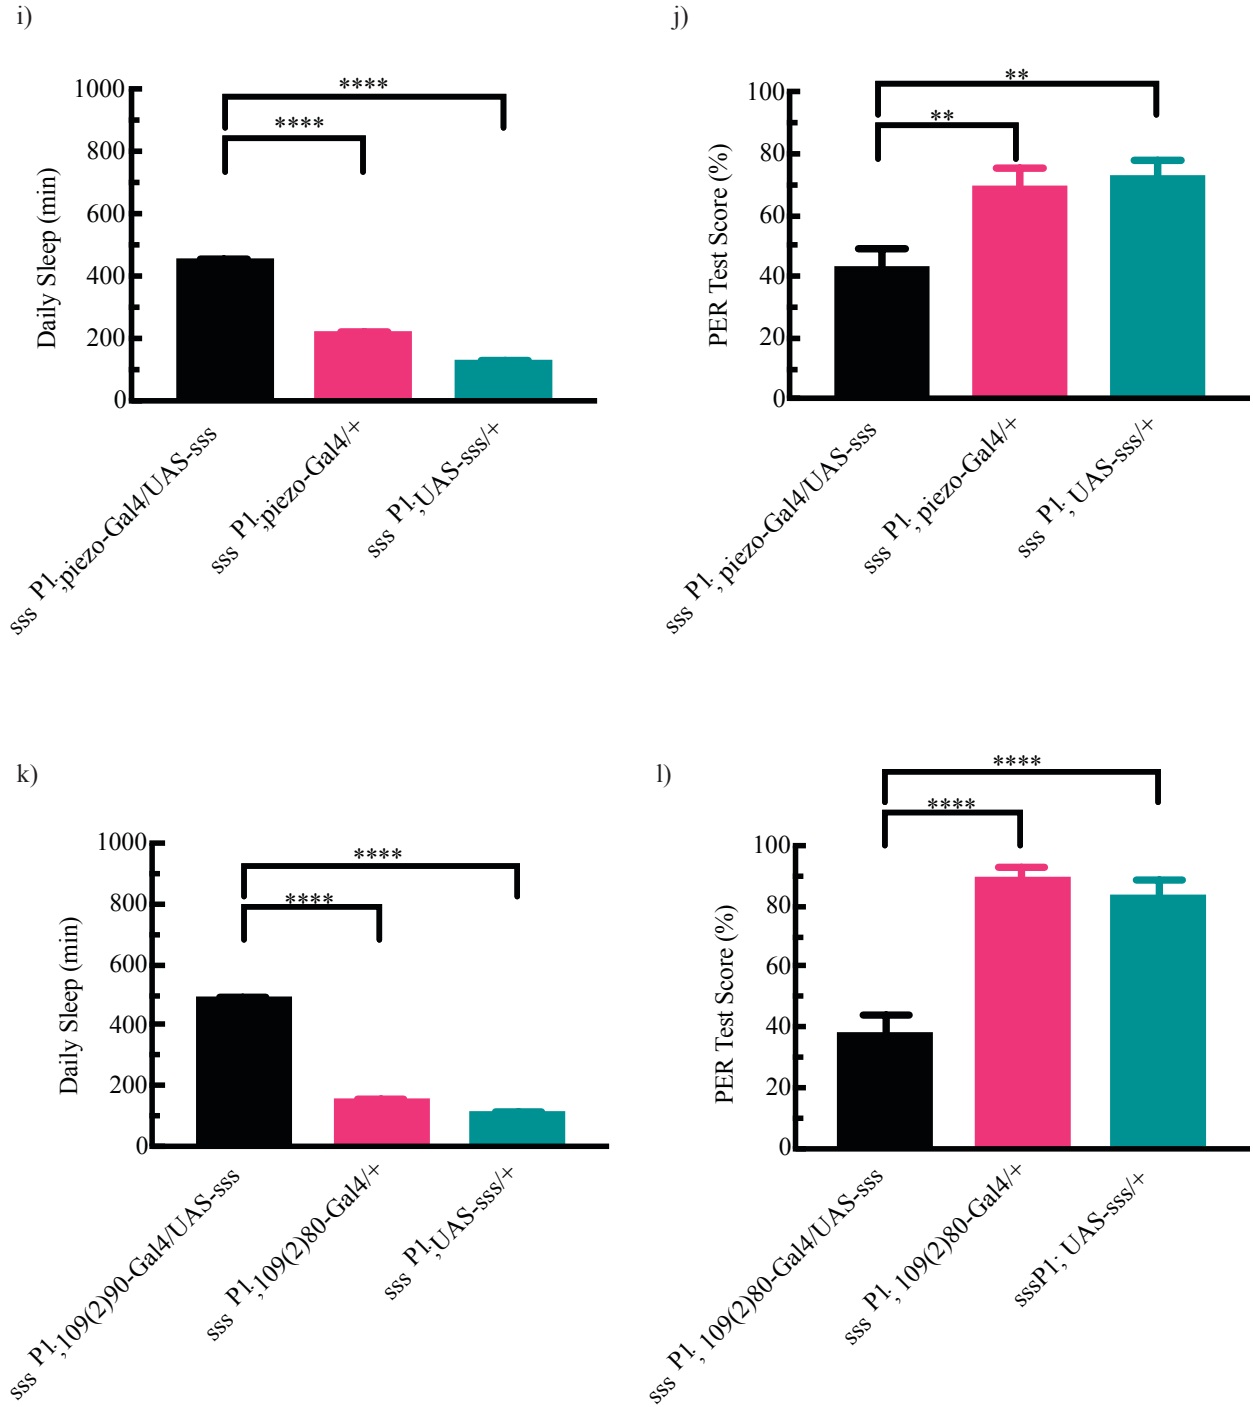 i)
****
****
1000
800
600
400
200
0
Daily Sleep (min)
sss P1;piezo-Gal4/UAS-sss
sss P1;piezo-Gal4/+
sss P1;UAS-sss/+
j)
**
**
100
80
60
40
20
0
PER Test Score (%)
sss P1; piezo-Gal4/UAS-sss
sss P1; piezo-Gal4/+
sss P1; UAS-sss/+
k)
****
****
1000
800
600
400
200
0
Daily Sleep (min)
sss P1;109(2)90-Gal4/UAS-sss
sss P1;109(2)80-Gal4/+
sss P1;UAS-sss/+
l)
****
****
100
80
60
40
20
0
PER Test Score (%)
sss P1; 109(2)80-Gal4/UAS-sss
sss P1; 109(2)80-Gal4/+
sssP1; UAS-sss/+